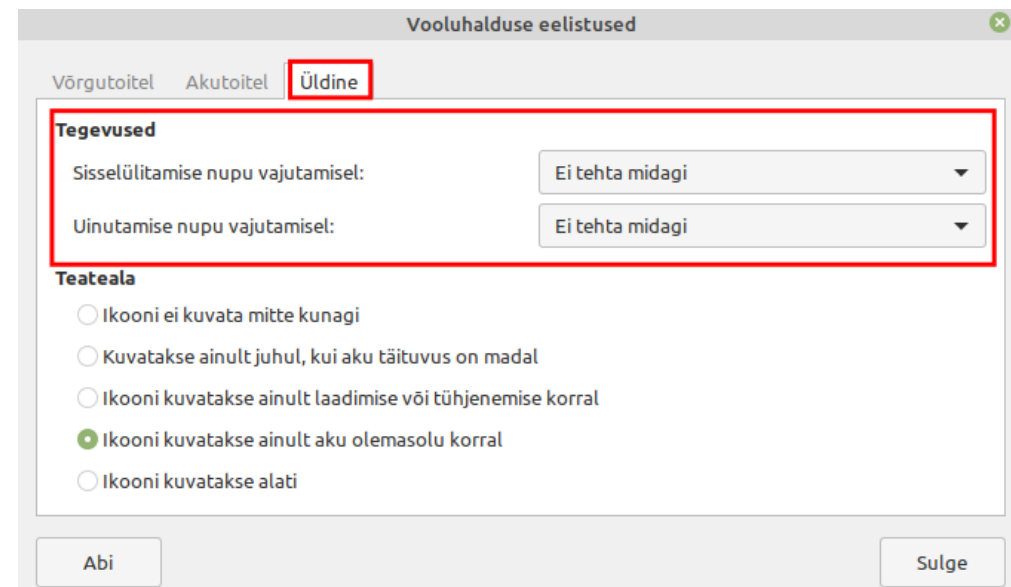 Vooluhalduse eelistused
Võrgutoitel Akutoitel Üldine
Tegevused
Sisselülitamise nupu vajutamisel: Ei tehta midagi
Uinutamise nupu vajutamisel: Ei tehta midagi
Teateala
Ikooni ei kuvata mitte kunagi
Kuvatakse ainult juhul, kui aku täituvus on madal
Ikooni kuvatakse ainult laadimise või tühjenemise korral
Ikooni kuvatakse ainult aku olemasolu korral
Ikooni kuvatakse alati
Abi Sulge